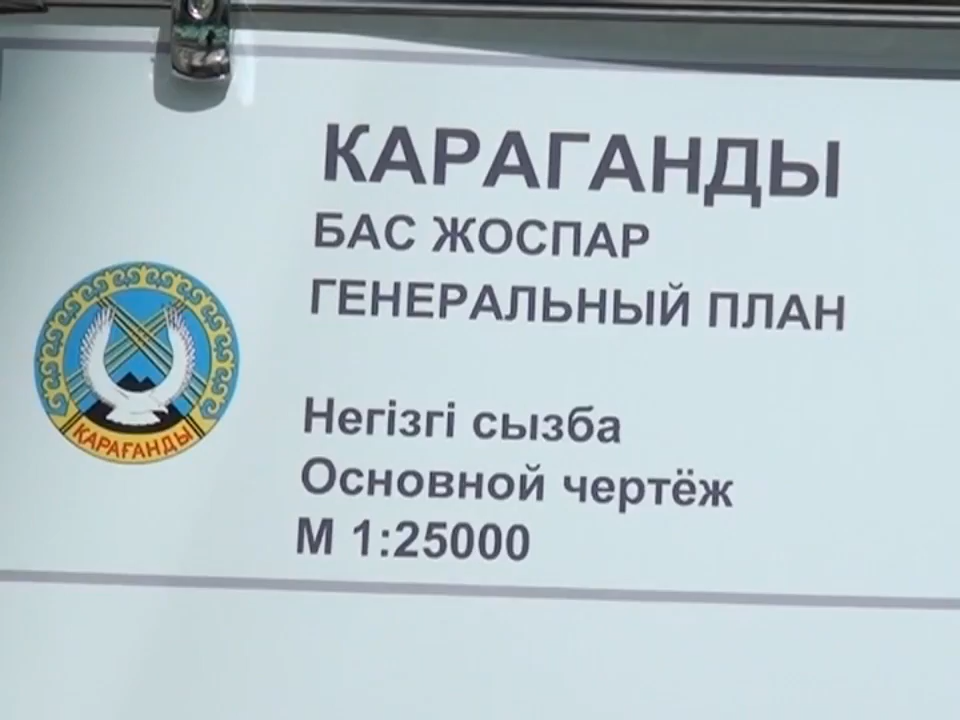 КАРАГАНДЫ
БАС ЖОСПАР
ГЕНЕРАЛЬНЫЙ ПЛАН
Негізгі сызба
Основной чертёж
М 1:25000
ҚАРАҒАНДЫ